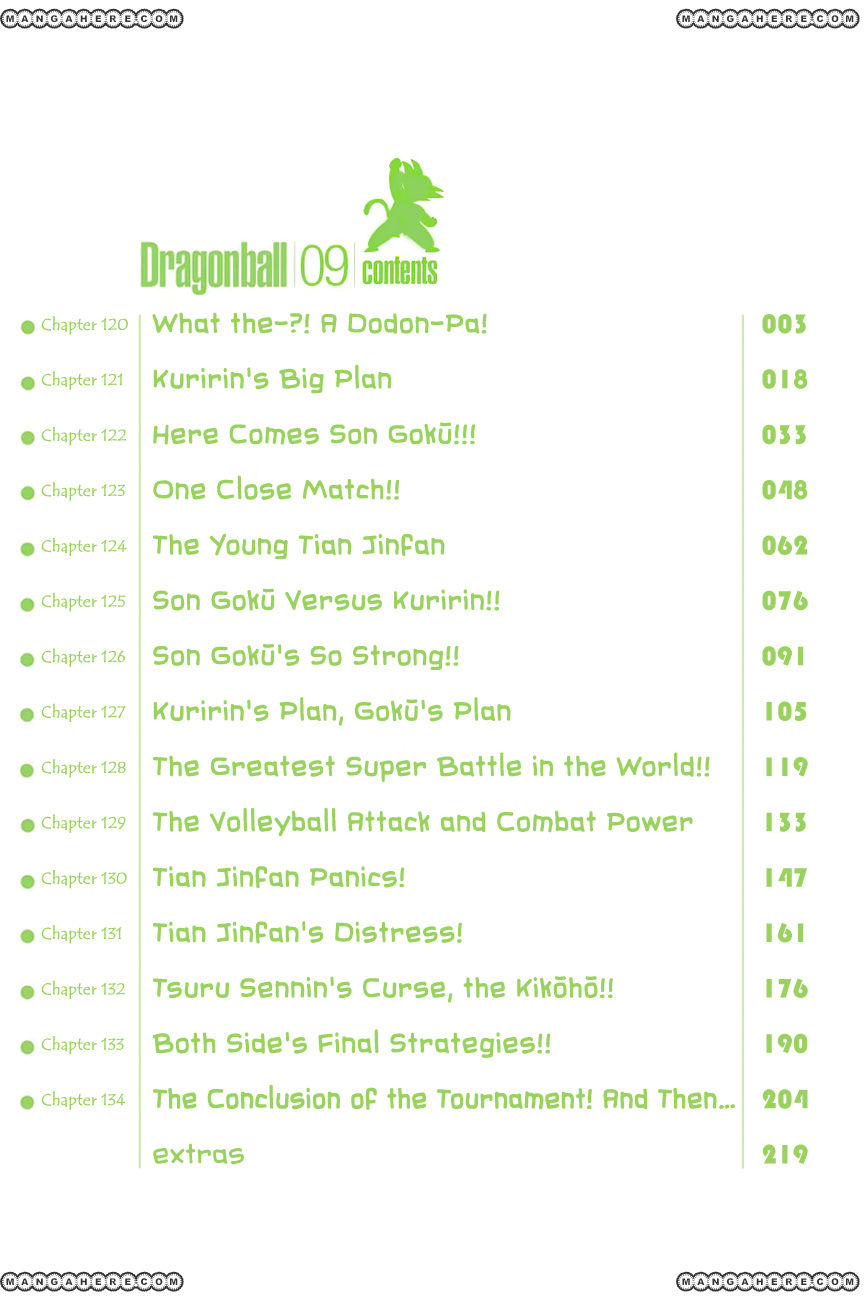 MANGAHERE.COM MANGAHERE.COM
Dragonball 09 contents
Chapter 120 What the-?! A Dodon-Pa! 003
Chapter 121 Kuririn's Big Plan 018
Chapter 122 Here Comes Son Gokū!!! 033
Chapter 123 One Close Match!! 048
Chapter 124 The Young Tian Jinfan 062
Chapter 125 Son Gokū Versus Kuririn!! 076
Chapter 126 Son Gokū's So Strong!! 091
Chapter 127 Kuririn's Plan, Gokū's Plan 105
Chapter 128 The Greatest Super Battle in the World!! 119
Chapter 129 The Volleyball Attack and Combat Power 133
Chapter 130 Tian Jinfan Panics! 147
Chapter 131 Tian Jinfan's Distress! 161
Chapter 132 Tsuru Sennin's Curse, the Kikōhō!! 176
Chapter 133 Both Side's Final Strategies!! 190
Chapter 134 The Conclusion of the Tournament! And Then... 204
extras 219
MANGAHERE.COM MANGAHERE.COM